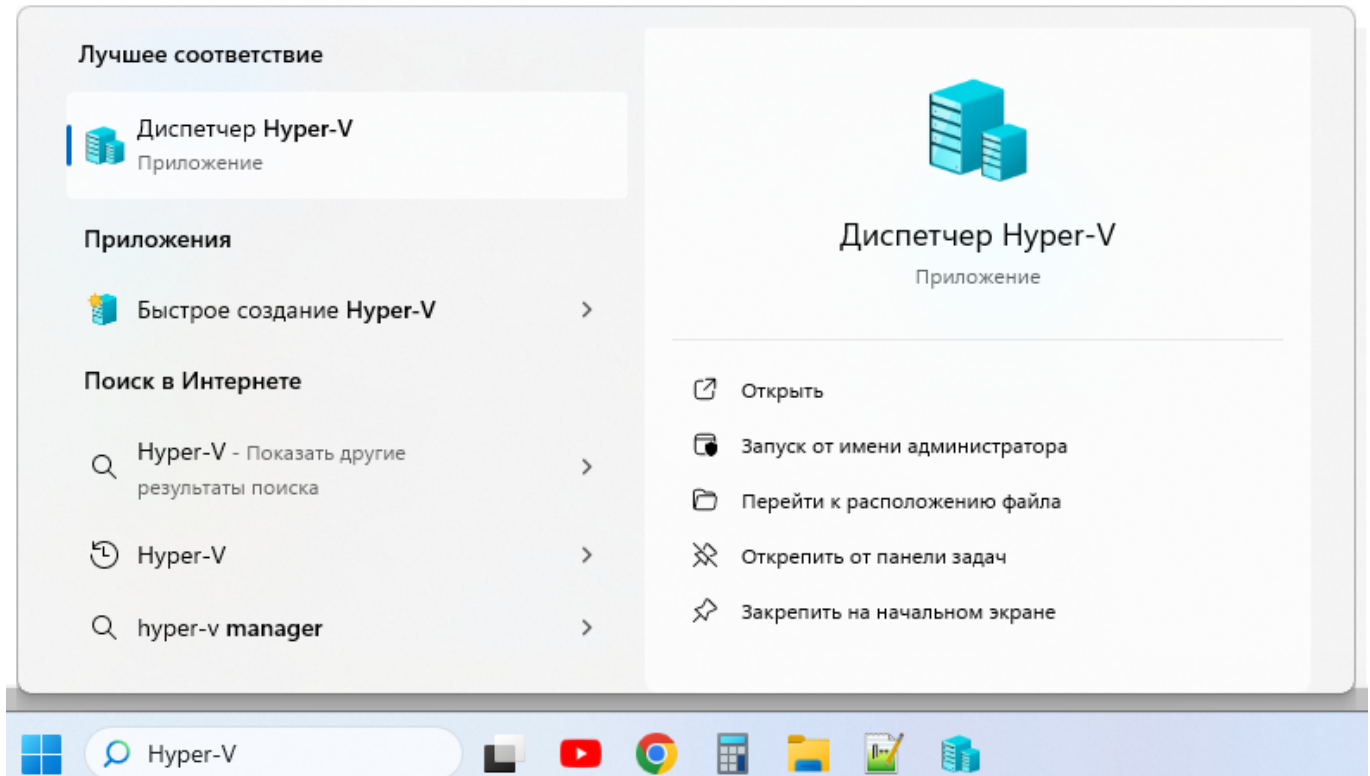 Лучшее соответствие
Диспетчер Hyper-V
Приложение
Приложения
Быстрое создание Hyper-V
Поиск в Интернете
Hyper-V - Показать другие
результаты поиска
Hyper-V
hyper-v manager
Диспетчер Hyper-V
Приложение
Открыть
Запуск от имени администратора
Перейти к расположению файла
Открепить от панели задач
Закрепить на начальном экране
Hyper-V